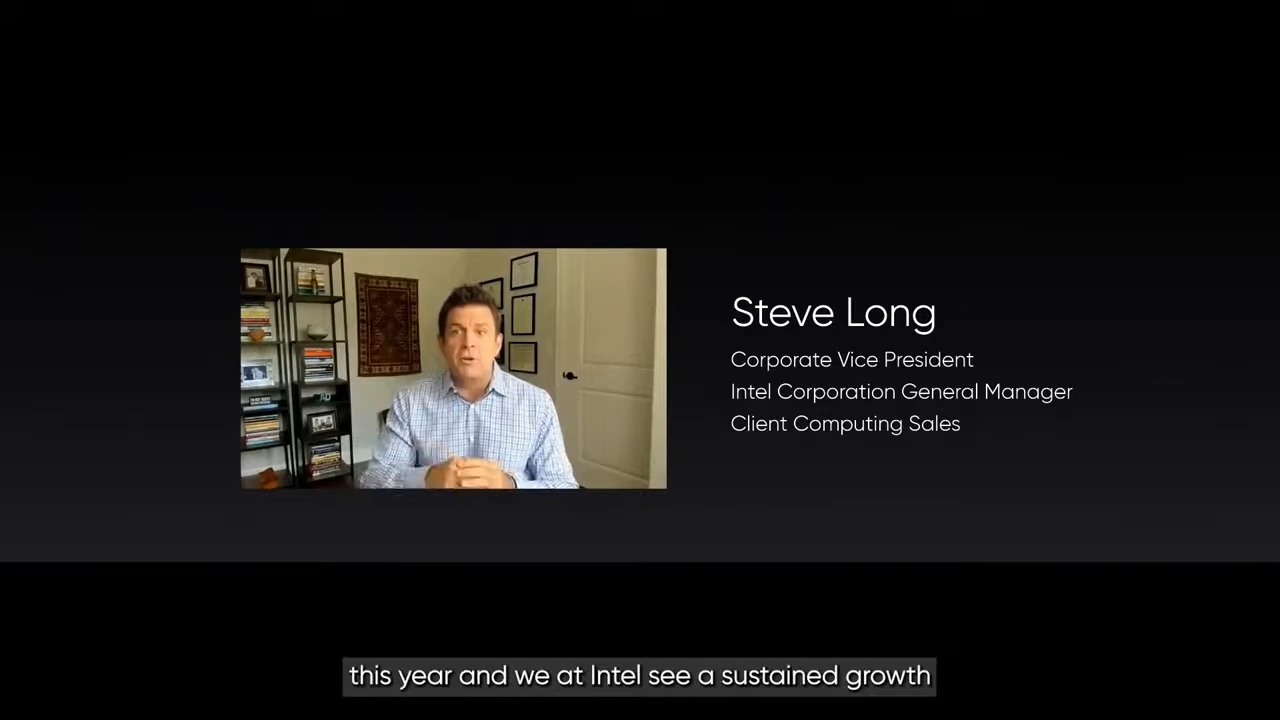 Steve Long
Corporate Vice President
Intel Corporation General Manager
Client Computing Sales
this year and we at Intel see a sustained growth